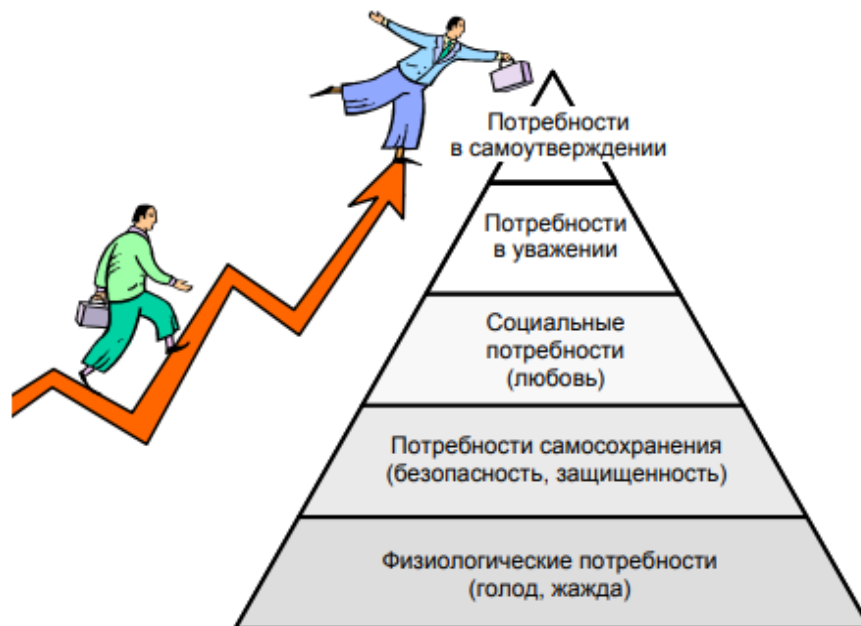 Потребности
в самоутверждении
Потребности
в уважении
Социальные
потребности
(любовь)
Потребности самосохранения
(безопасность, защищенность)
Физиологические потребности
(голод, жажда)